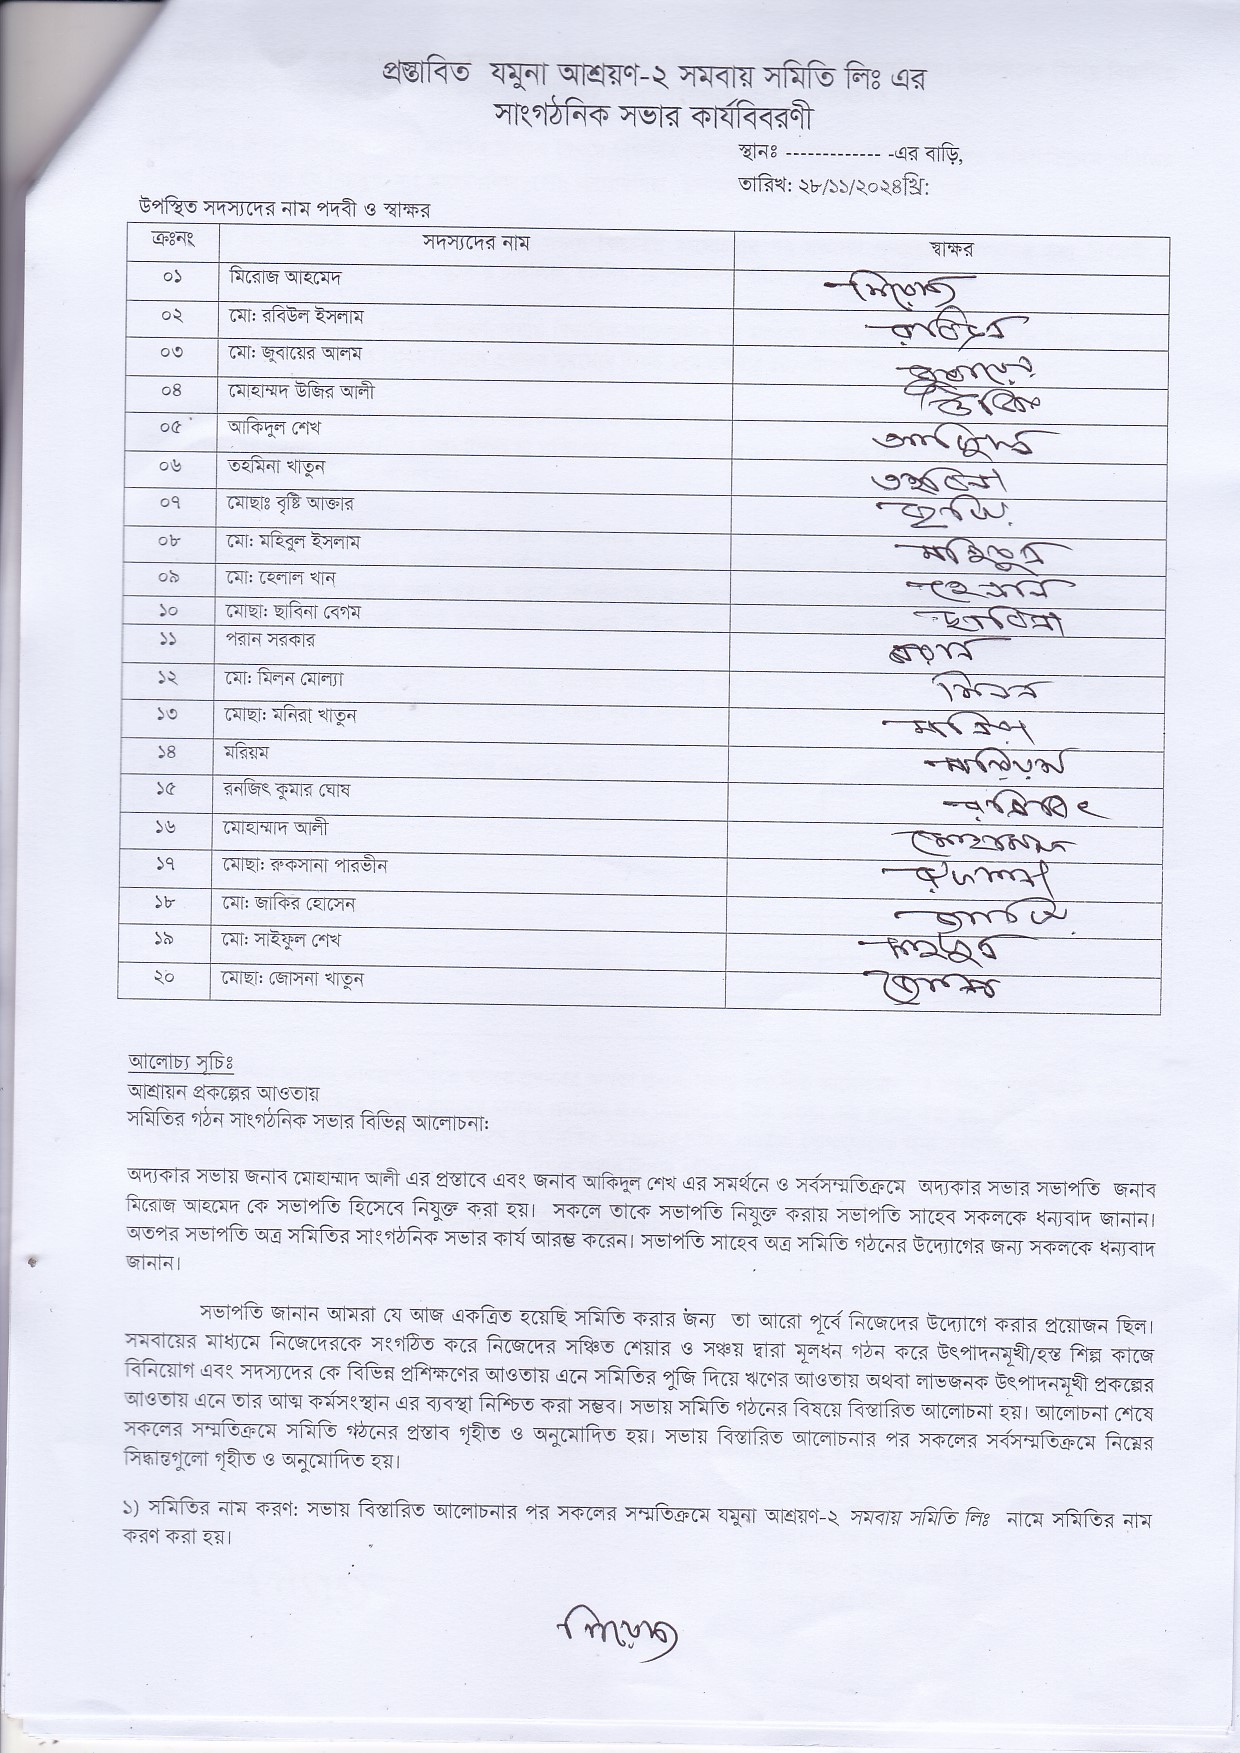 প্রস্তাবিত যমুনা আশ্রয়ণ-২ সমবায় সমিতি লিঃ এর
সাংগঠনিক সভার কার্যবিবরণী
স্থানঃ ------------- -এর বাড়ি,
তারিখ: ২৮/১১/২০২৪খ্রি:
উপস্থিত সদস্যদের নাম পদবী ও স্বাক্ষর
ক্রঃনং সদস্যদের নাম স্বাক্ষর
০১ মিরোজ আহমেদ মিরোজ
০২ মো: রবিউল ইসলাম
০৩ মো: জুবায়ের আলম
০৪ মোহাম্মদ উজির আলী
০৫ আকিদুল শেখ
০৬ তহমিনা খাতুন
০৭ মোছাঃ বৃষ্টি আক্তার
০৮ মো: মহিবুল ইসলাম
০৯ মো: হেলাল খান হেলাল
১০ মোছা: ছাবিনা বেগম ছাবিনা
১১ পরান সরকার পরান
১২ মো: মিলন মোল্যা মিলন
১৩ মোছা: মনিরা খাতুন
১৪ মরিয়ম মরিয়ম
১৫ রনজিৎ কুমার ঘোষ
১৬ মোহাম্মাদ আলী
১৭ মোছা: রুকসানা পারভীন
১৮ মো: জাকির হোসেন
১৯ মো: সাইফুল শেখ
২০ মোছা: জোসনা খাতুন
আলোচ্য সূচিঃ
আশ্রায়ন প্রকল্পের আওতায়
সমিতির গঠন সাংগঠনিক সভার বিভিন্ন আলোচনা:
অদ্যকার সভায় জনাব মোহাম্মাদ আলী এর প্রস্তাবে এবং জনাব আকিদুল শেখ এর সমর্থনে ও সর্বসম্মতিক্রমে অদ্যকার সভার সভাপতি জনাব
মিরোজ আহমেদ কে সভাপতি হিসেবে নিযুক্ত করা হয়। সকলে তাকে সভাপতি নিযুক্ত করায় সভাপতি সাহেব সকলকে ধন্যবাদ জানান।
অতপর সভাপতি অত্র সমিতির সাংগঠনিক সভার কার্য আরম্ভ করেন। সভাপতি সাহেব অত্র সমিতি গঠনের উদ্যোগের জন্য সকলকে ধন্যবাদ
জানান।
সভাপতি জানান আমরা যে আজ একত্রিত হয়েছি সমিতি করার জন্য তা আরো পূর্বে নিজেদের উদ্যোগে করার প্রয়োজন ছিল।
সমবায়ের মাধ্যমে নিজেদেরকে সংগঠিত করে নিজেদের সঞ্চিত শেয়ার ও সঞ্চয় দ্বারা মূলধন গঠন করে উৎপাদনমূখী/হস্ত শিল্প কাজে
বিনিয়োগ এবং সদস্যদের কে বিভিন্ন প্রশিক্ষণের আওতায় এনে সমিতির পুজি দিয়ে ঋণের আওতায় অথবা লাভজনক উৎপাদনমূখী প্রকল্পের
আওতায় এনে তার আত্ম কর্মসংস্থান এর ব্যবস্থা নিশ্চিত করা সম্ভব। সভায় সমিতি গঠনের বিষয়ে বিস্তারিত আলোচনা হয়। আলোচনা শেষে
সকলের সম্মতিক্রমে সমিতি গঠনের প্রস্তাব গৃহীত ও অনুমোদিত হয়। সভায় বিস্তারিত আলোচনার পর সকলের সর্বসম্মতিক্রমে নিম্নের
সিদ্ধান্তগুলো গৃহীত ও অনুমোদিত হয়।
১) সমিতির নাম করণ: সভায় বিস্তারিত আলোচনার পর সকলের সম্মতিক্রমে যমুনা আশ্রয়ণ-২ সমবায় সমিতি লিঃ নামে সমিতির নাম
করণ করা হয়।
মিরোজ